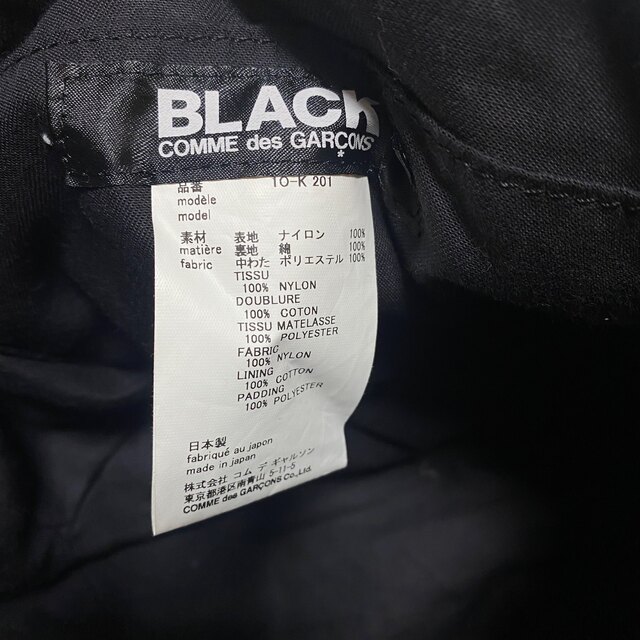 BLACK
COMME des GARÇONS
品番 TO-K 201
modèle
model
素材 表地 ナイロン 100%
matière 裏地 綿 100%
fabric 中わた ポリエステル 100%
TISSU
100% NYLON
DOUBLURE
100% COTON
TISSU MATELASSE
100% POLYESTER
FABRIC
100% NYLON
LINING
100% COTTON
PADDING
100% POLYESTER
日本製
fabriqué au japon
made in japan
株式会社 コム デ ギャルソン
東京都港区南青山 5-11-5
COMME des GARÇONS Co., Ltd.